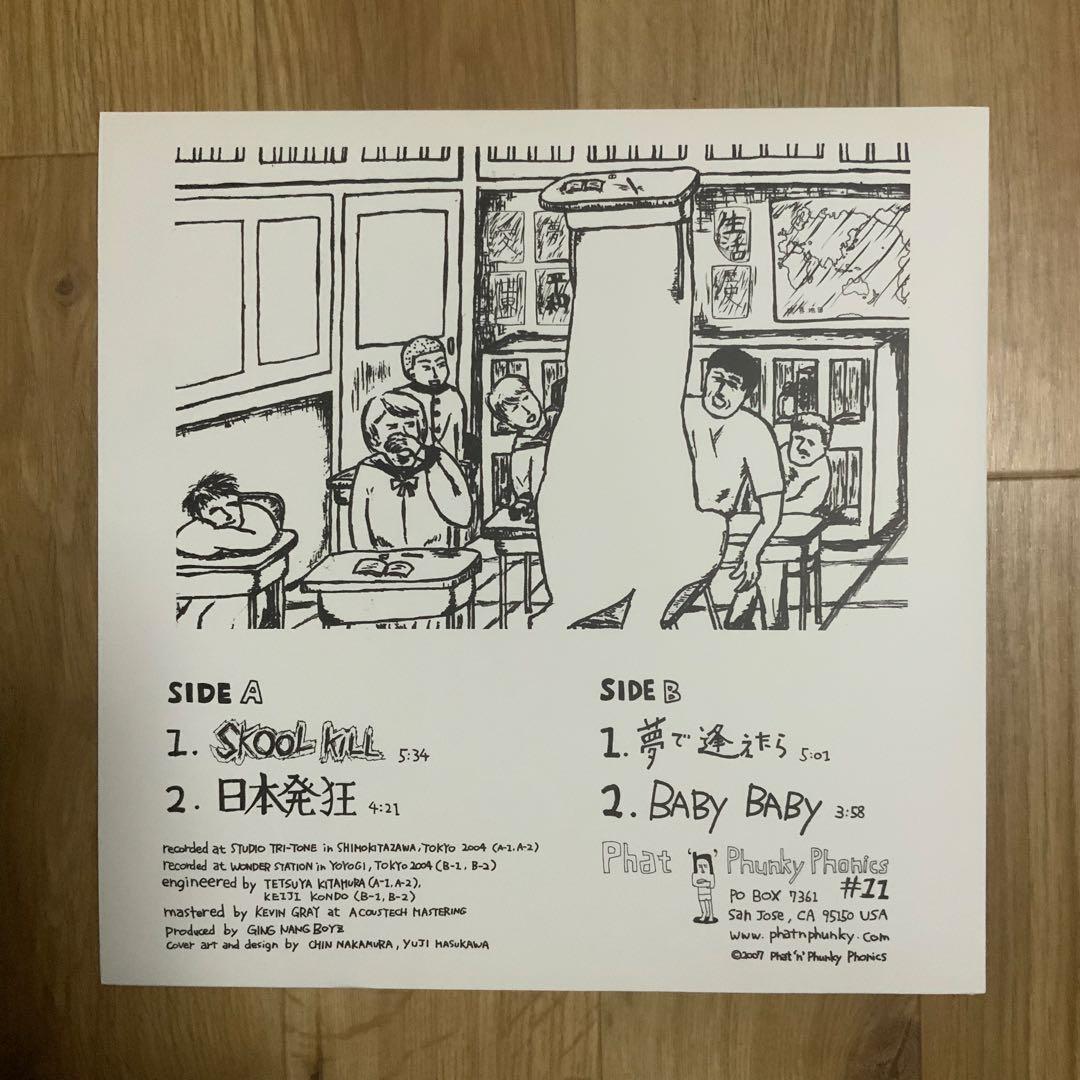 愛
夢
平和
生活
SIDE A
1. SKOOL KILL 5:34
2. 日本発狂 4:21
SIDE B
1. 夢で逢えたら 5:01
2. BABY BABY 3:58
recorded at STUDIO TRI-TONE in SHIMOKITAZAWA, TOKYO 2004 (A-1, A-2)
recorded at WONDER STATION in YOYOGI, TOKYO 2004 (B-1, B-2)
engineered by TETSUYA KITAMURA (A-1, A-2),
KEIJI KONDO (B-1, B-2)
mastered by KEVIN GRAY at ACOUSTECH MASTERING
Produced by GING NANG BOYZ
Cover art and design by CHIN NAKAMURA, YUJI MASUKAWA
Phat 'n' Phunky Phonics
#11
PO BOX 7361
San Jose, CA 95150 USA
www.phatnphunky.com
©2007 Phat 'n' Phunky Phonics